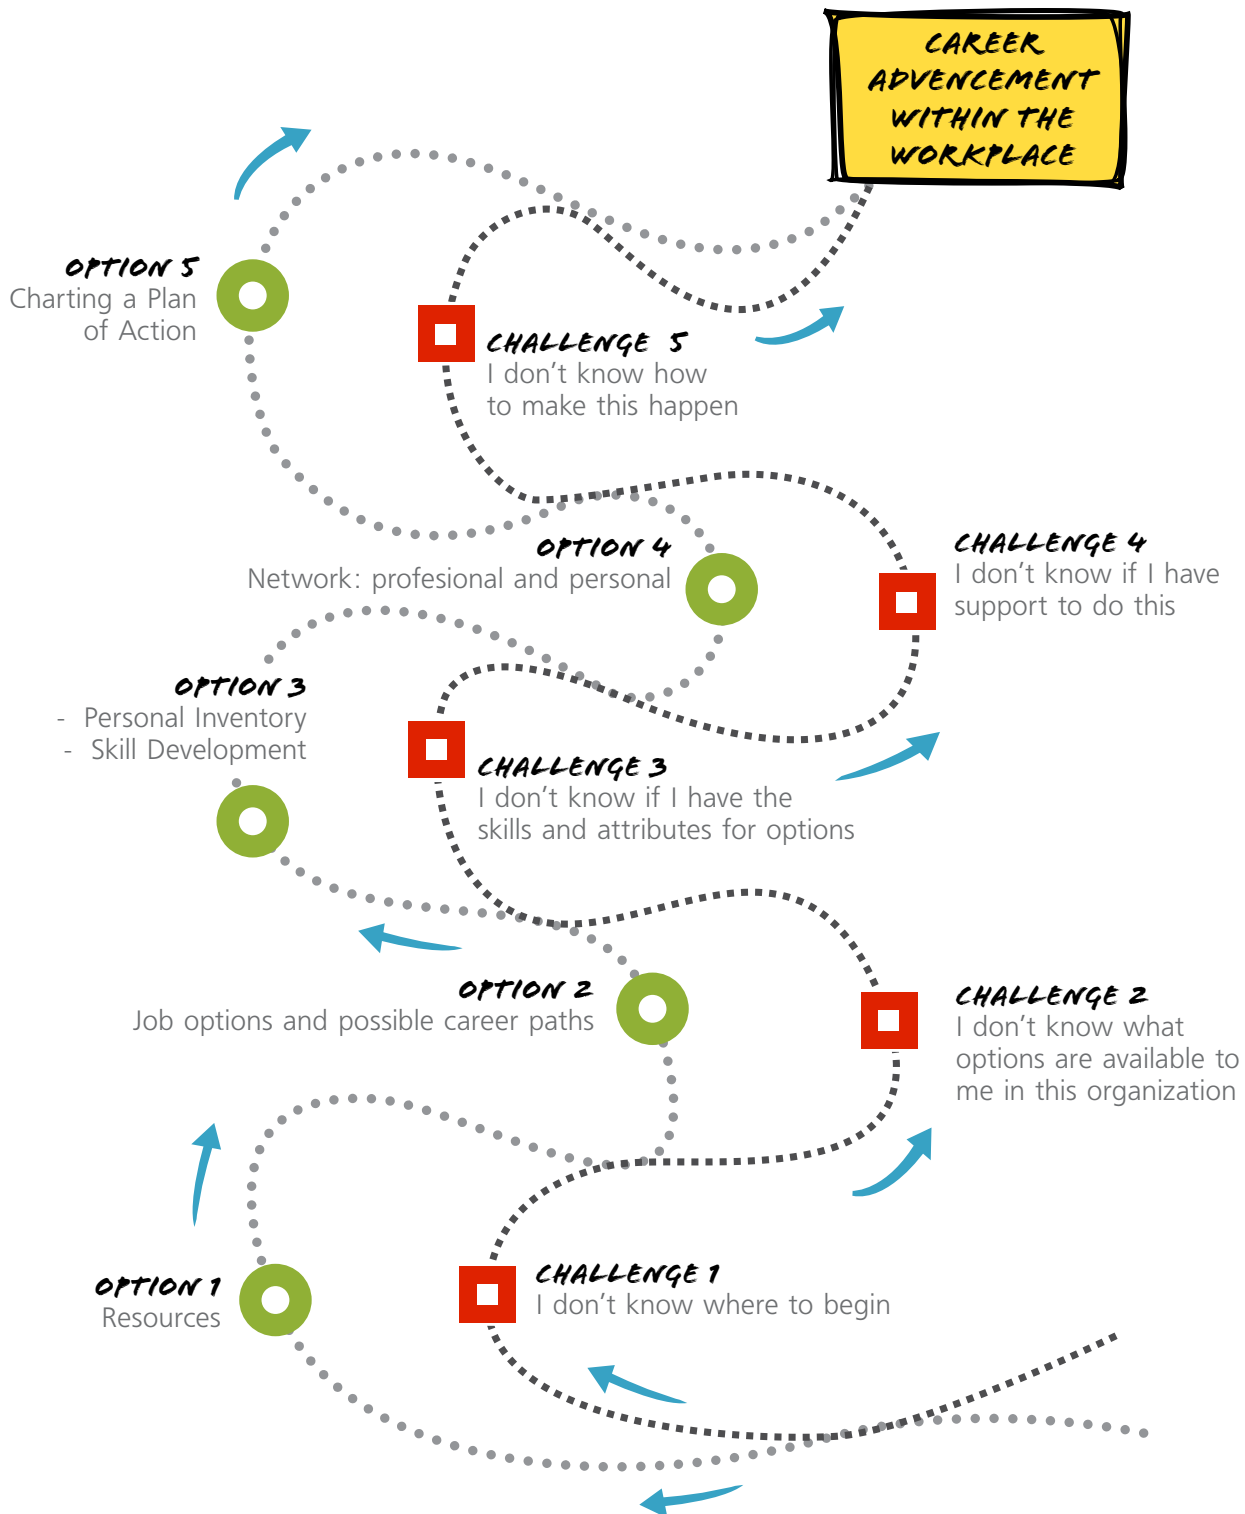 CAREER
ADVENCEMENT
WITHIN THE
WORKPLACE
OPTION 5
Charting a Plan
of Action
CHALLENGE 5
I don't know how
to make this happen
OPTION 4
Network: profesional and personal
CHALLENGE 4
I don't know if I have
support to do this
OPTION 3
- Personal Inventory
- Skill Development
CHALLENGE 3
I don't know if I have the
skills and attributes for options
OPTION 2
Job options and possible career paths
CHALLENGE 2
I don't know what
options are available to
me in this organization
OPTION 1
Resources
CHALLENGE 1
I don't know where to begin